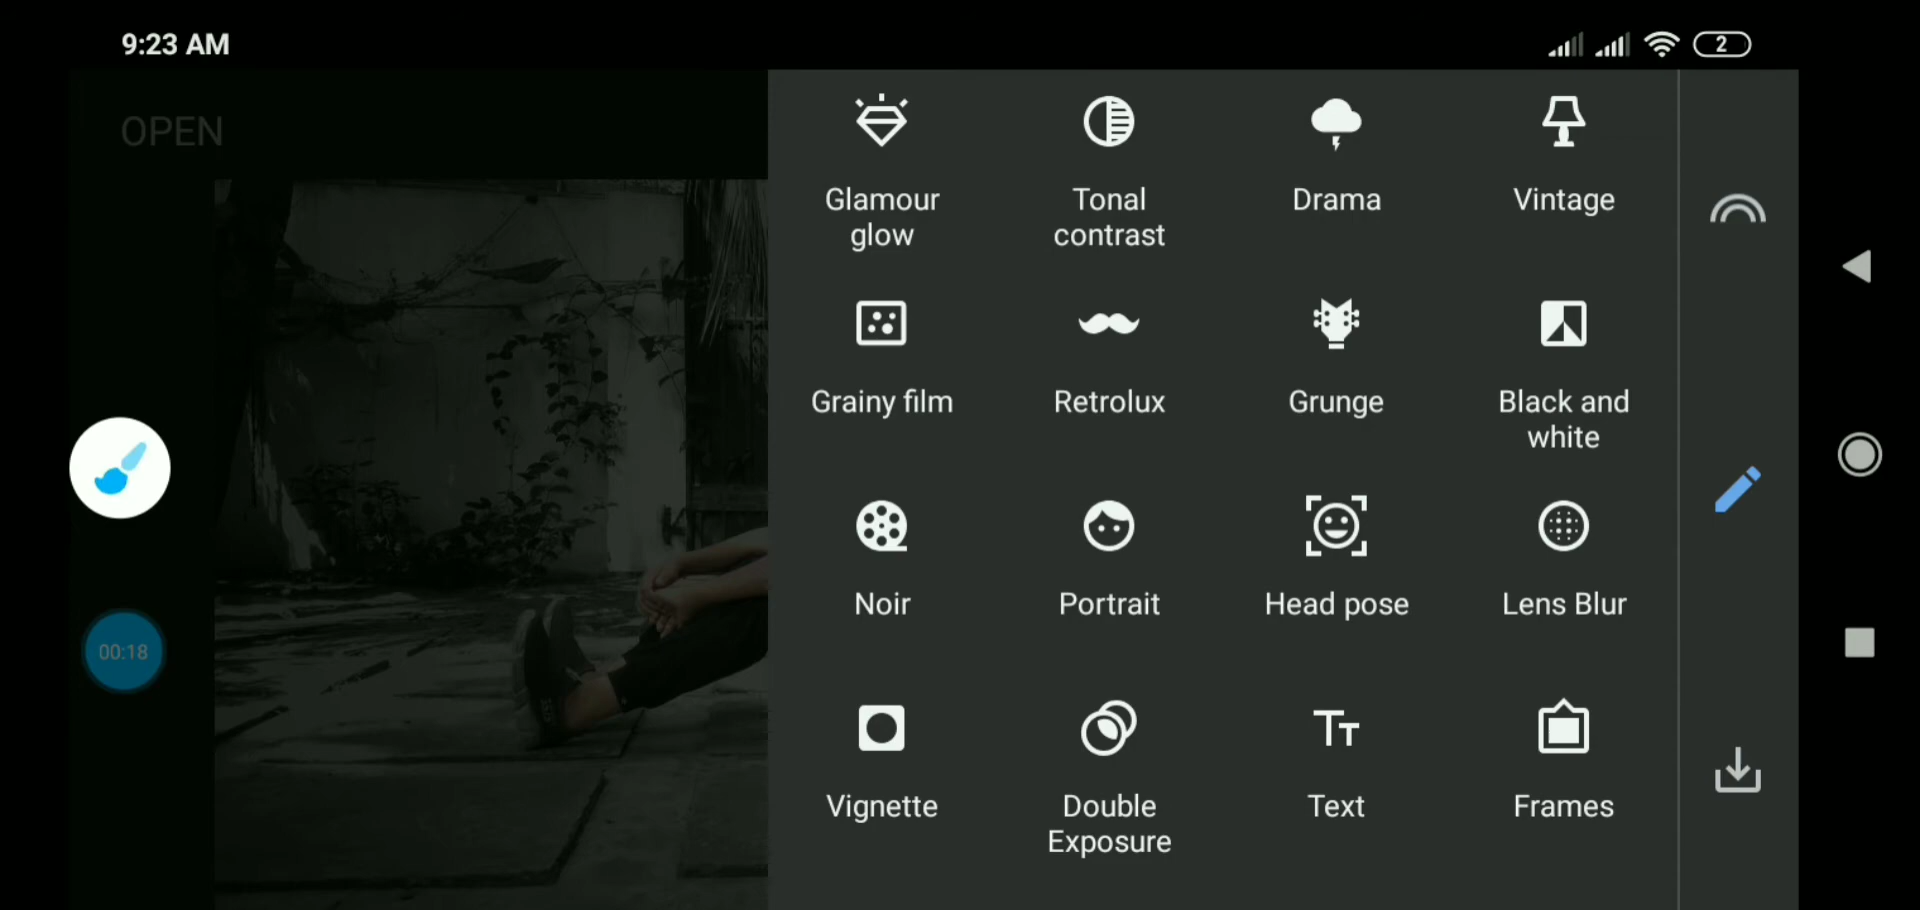 9:23 AM
2
OPEN
Glamour
glow
Tonal
contrast
Drama
Vintage
Grainy film
Retrolux
Grunge
Black and
white
Noir
Portrait
Head pose
Lens Blur
00:18
Vignette
Double
Exposure
Text
Frames